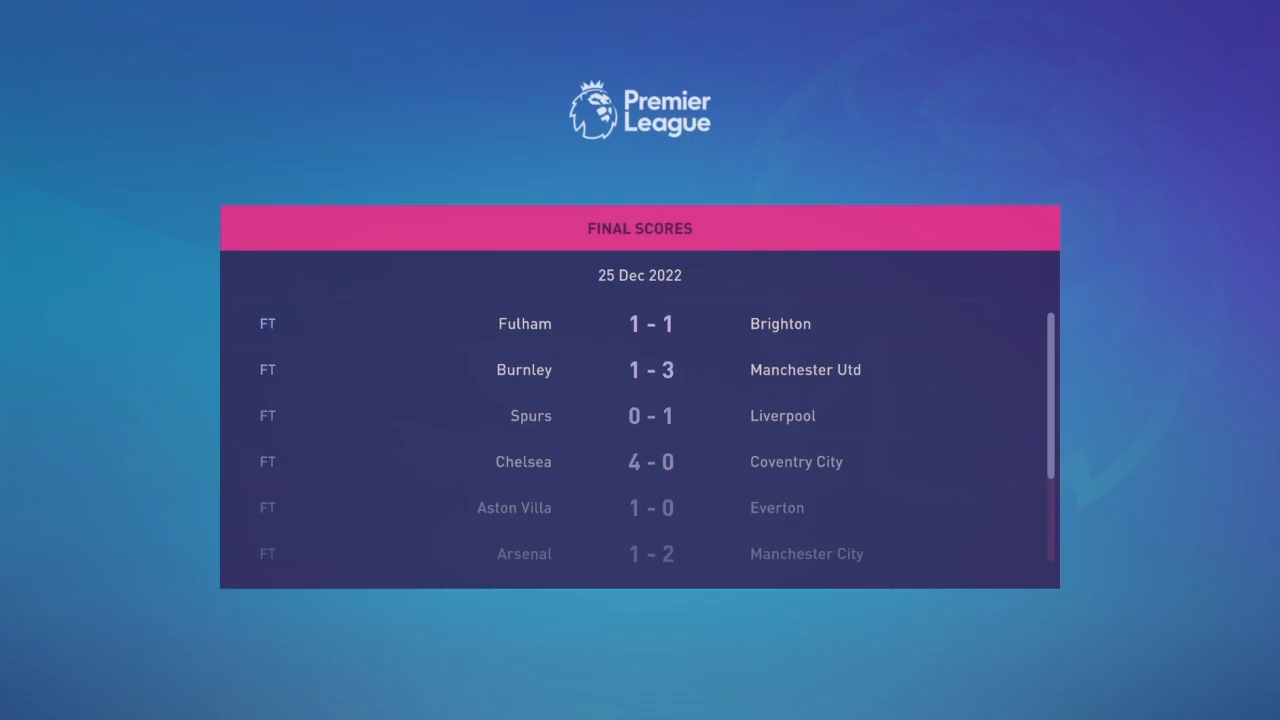 Premier
League
FINAL SCORES
25 Dec 2022
FT Fulham 1 - 1 Brighton
FT Burnley 1 - 3 Manchester Utd
FT Spurs 0 - 1 Liverpool
FT Chelsea 4 - 0 Coventry City
FT Aston Villa 1 - 0 Everton
FT Arsenal 1 - 2 Manchester City